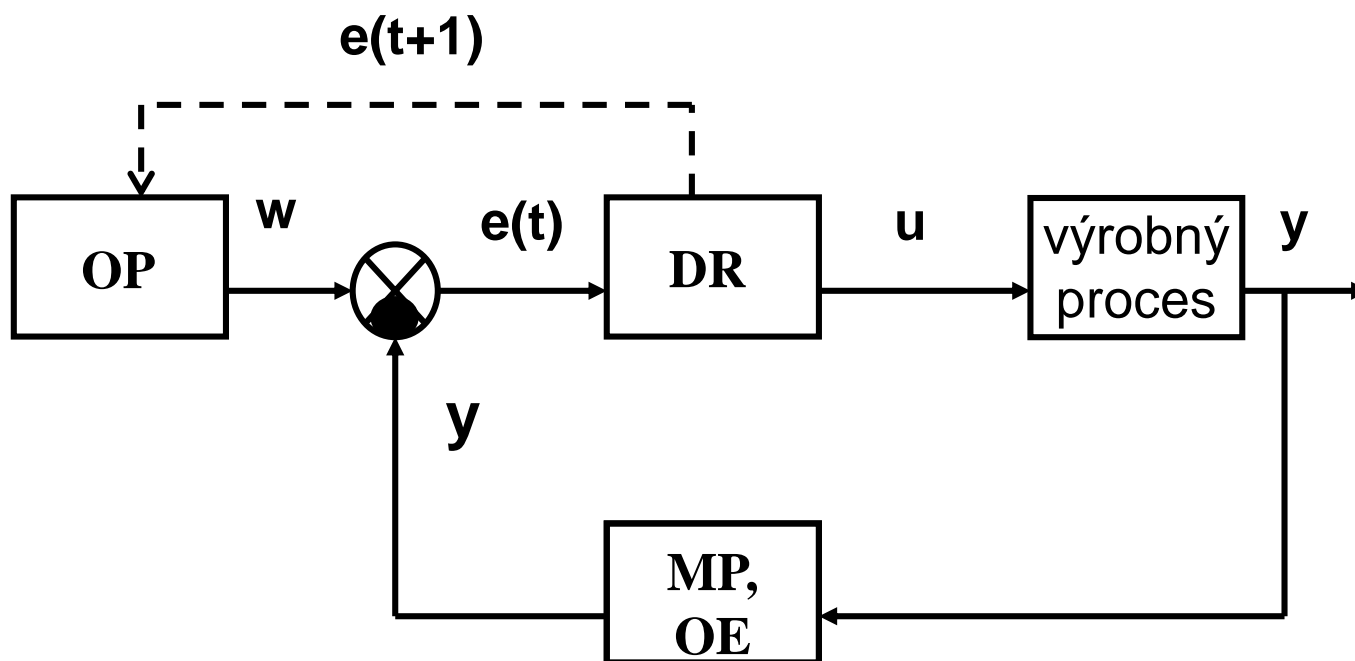 e(t+1)
w
e(t)
u
y
OP
DR
výrobný
proces
y
MP,
OE